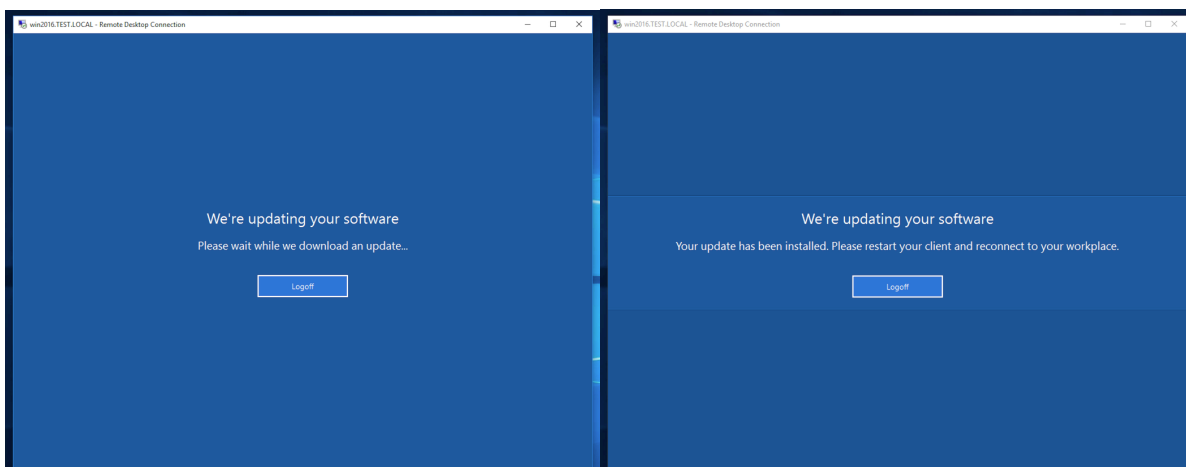 win2016.TEST.LOCAL - Remote Desktop Connection
We're updating your software
Please wait while we download an update...
Logoff
win2016.TEST.LOCAL - Remote Desktop Connection
We're updating your software
Your update has been installed. Please restart your client and reconnect to your workplace.
Logoff